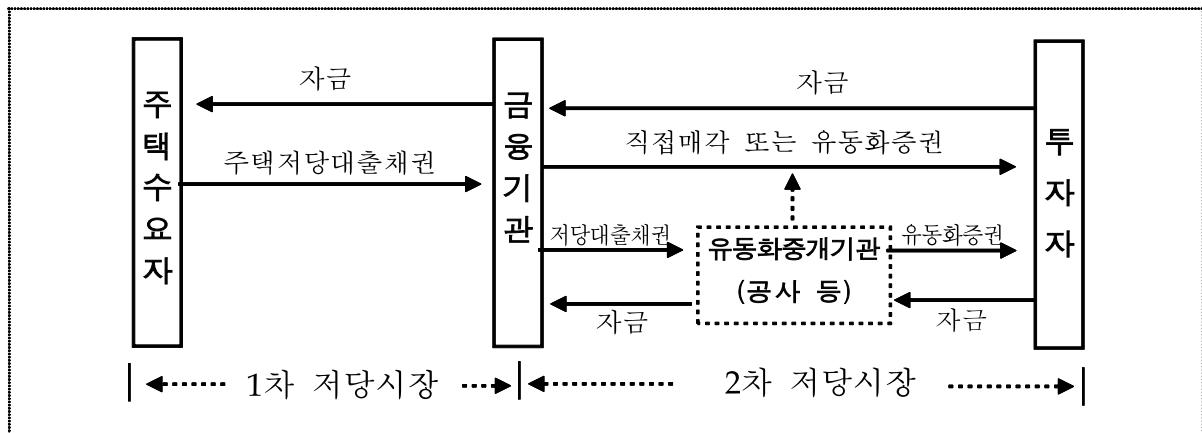 주택수요자
자금
주택저당대출채권
금융기관
자금
직접매각 또는 유동화증권
저당대출채권
유동화중개기관
(공사 등)
유동화증권
자금
자금
투자자
1차 저당시장
2차 저당시장